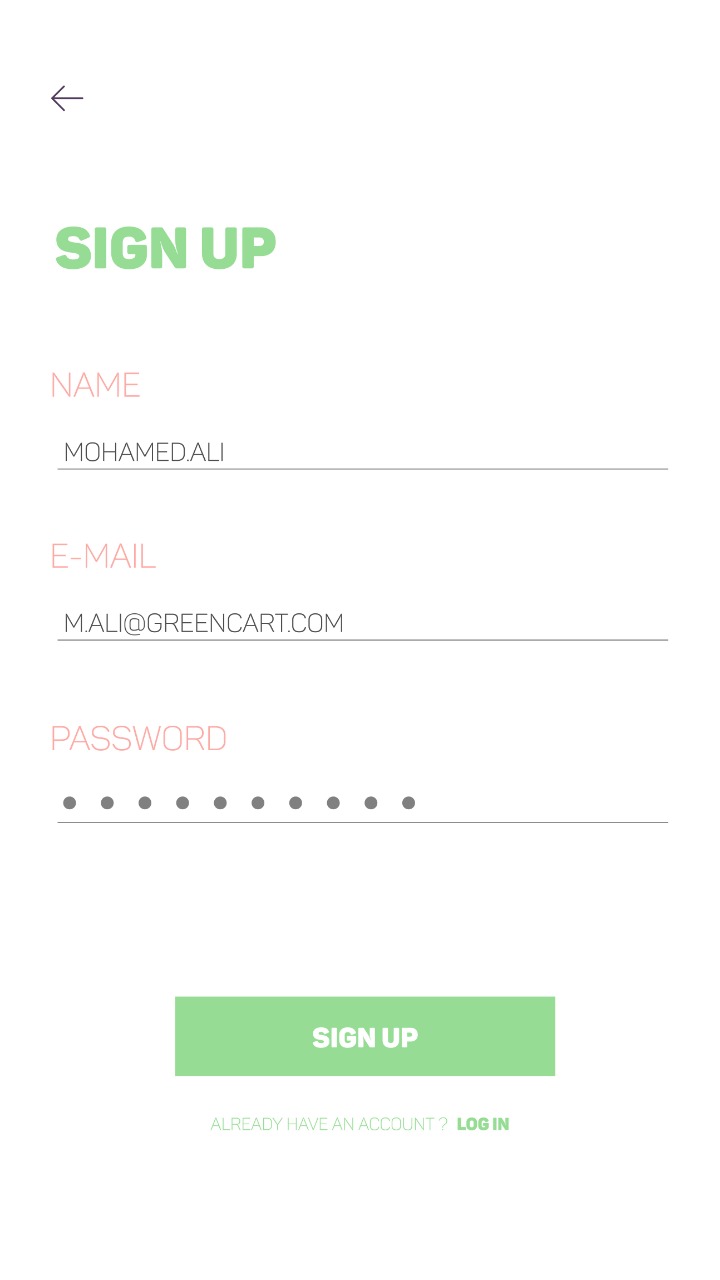 SIGN UP
NAME
MOHAMED.ALI
E-MAIL
M.ALI@GREENCART.COM
PASSWORD
SIGN UP
ALREADY HAVE AN ACCOUNT ? LOG IN